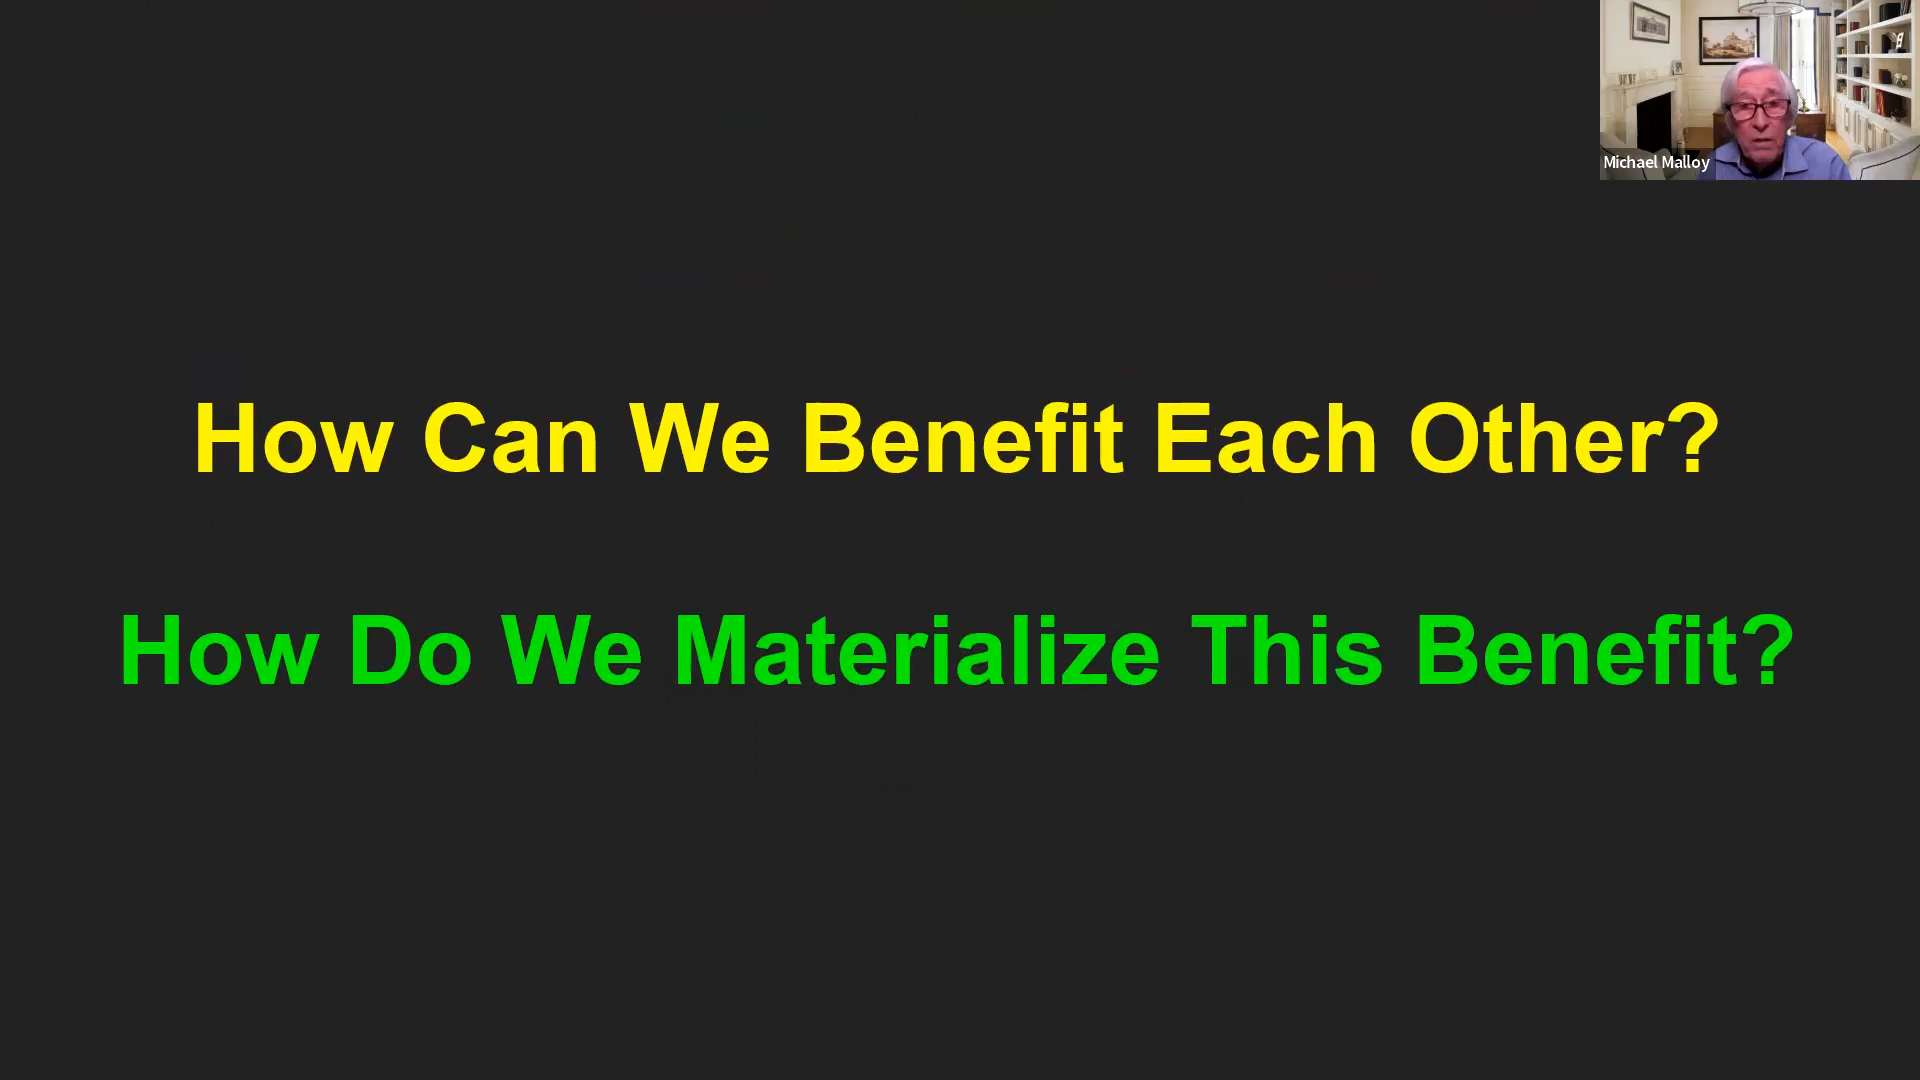 Michael Malloy
How Can We Benefit Each Other?
How Do We Materialize This Benefit?